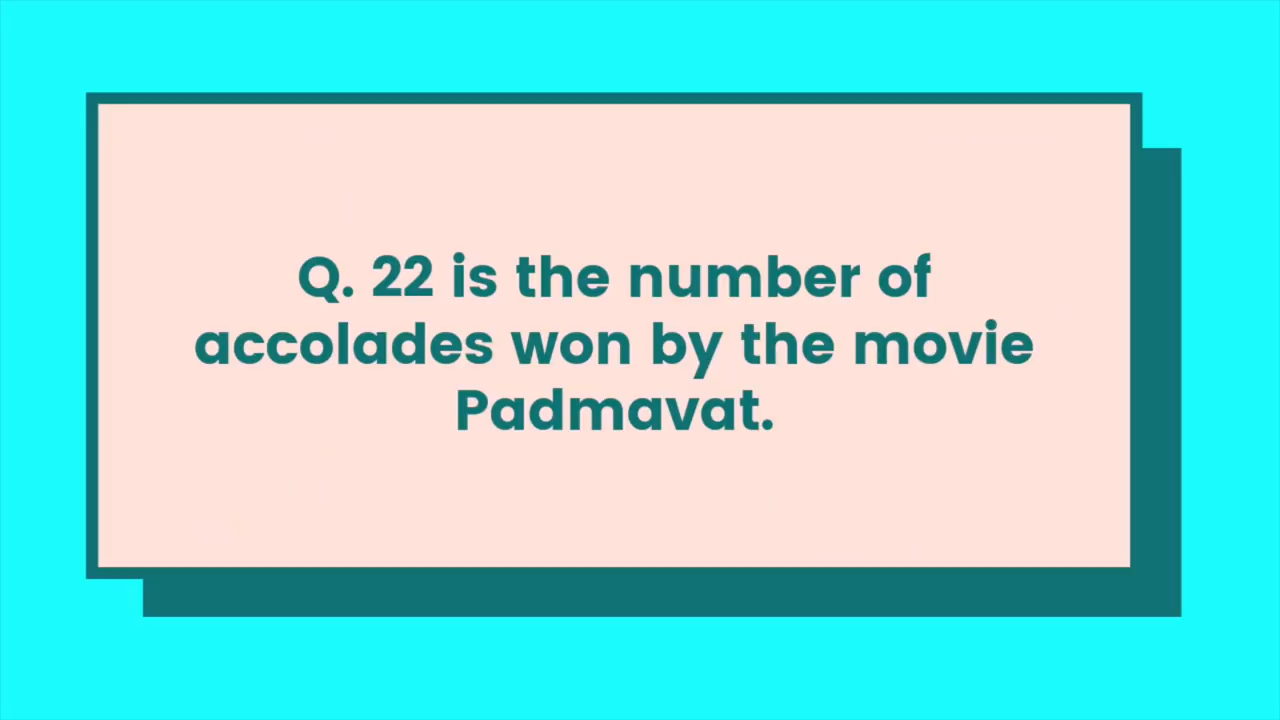 Q. 22 is the number of
accolades won by the movie
Padmavat.